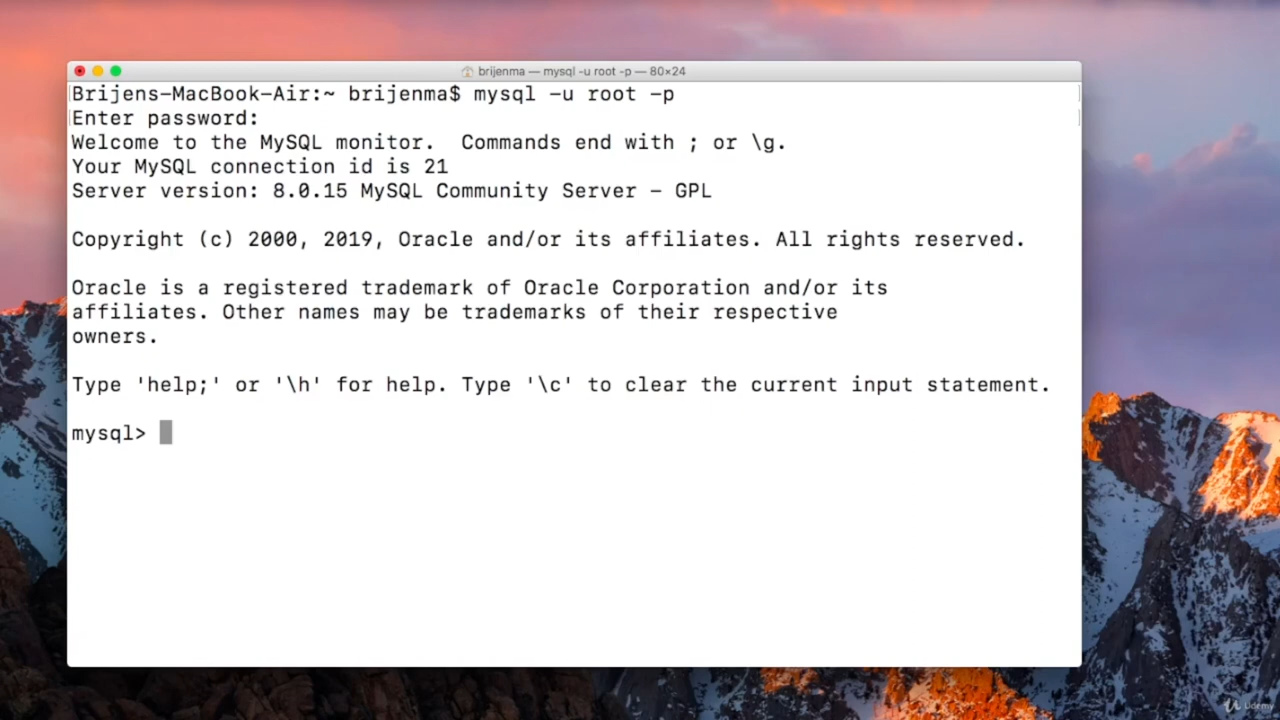 brijenma — mysql -u root -p — 80×24
Brijens-MacBook-Air:~ brijenma$ mysql -u root -p
Enter password:
Welcome to the MySQL monitor.  Commands end with ; or \g.
Your MySQL connection id is 21
Server version: 8.0.15 MySQL Community Server - GPL
Copyright (c) 2000, 2019, Oracle and/or its affiliates. All rights reserved.
Oracle is a registered trademark of Oracle Corporation and/or its
affiliates. Other names may be trademarks of their respective
owners.
Type 'help;' or '\h' for help. Type '\c' to clear the current input statement.
mysql>
Udemy